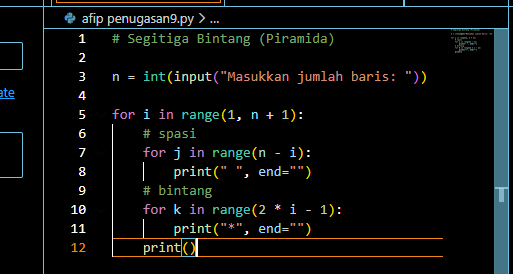 afip penugasan9.py > ...
1 # Segitiga Bintang (Piramida)
2
3 n = int(input("Masukkan jumlah baris: "))
4
5 for i in range(1, n + 1):
6     # spasi
7     for j in range(n - i):
8         print(" ", end="")
9     # bintang
10     for k in range(2 * i - 1):
11         print("*", end="")
12     print()
ate